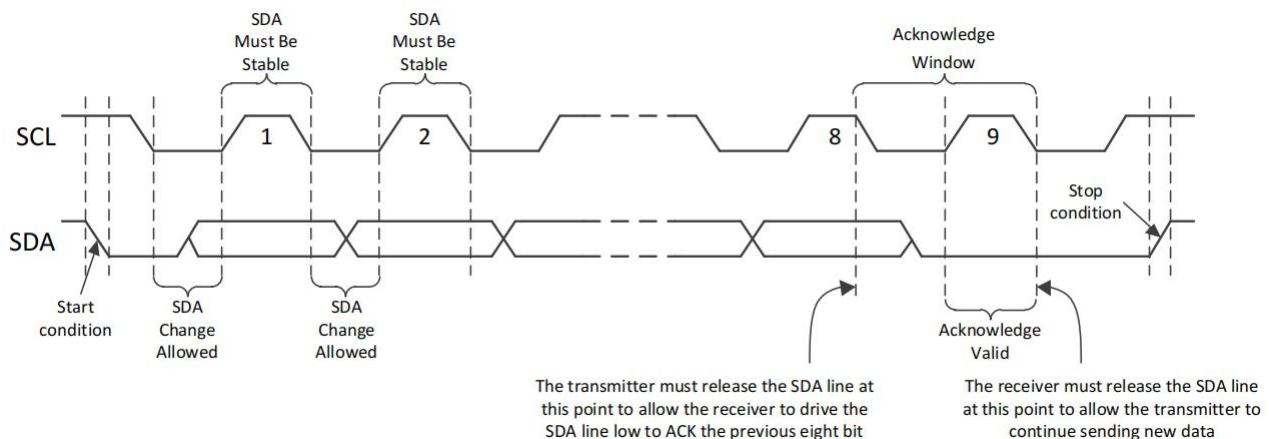 SDA
Must Be
Stable
SDA
Must Be
Stable
Acknowledge
Window
SCL
1
2
8
9
SDA
Stop
condition
Start
condition
SDA
Change
Allowed
SDA
Change
Allowed
Acknowledge
Valid
The transmitter must release the SDA line at
this point to allow the receiver to drive the
SDA line low to ACK the previous eight bit
The receiver must release the SDA line
at this point to allow the transmitter to
continue sending new data